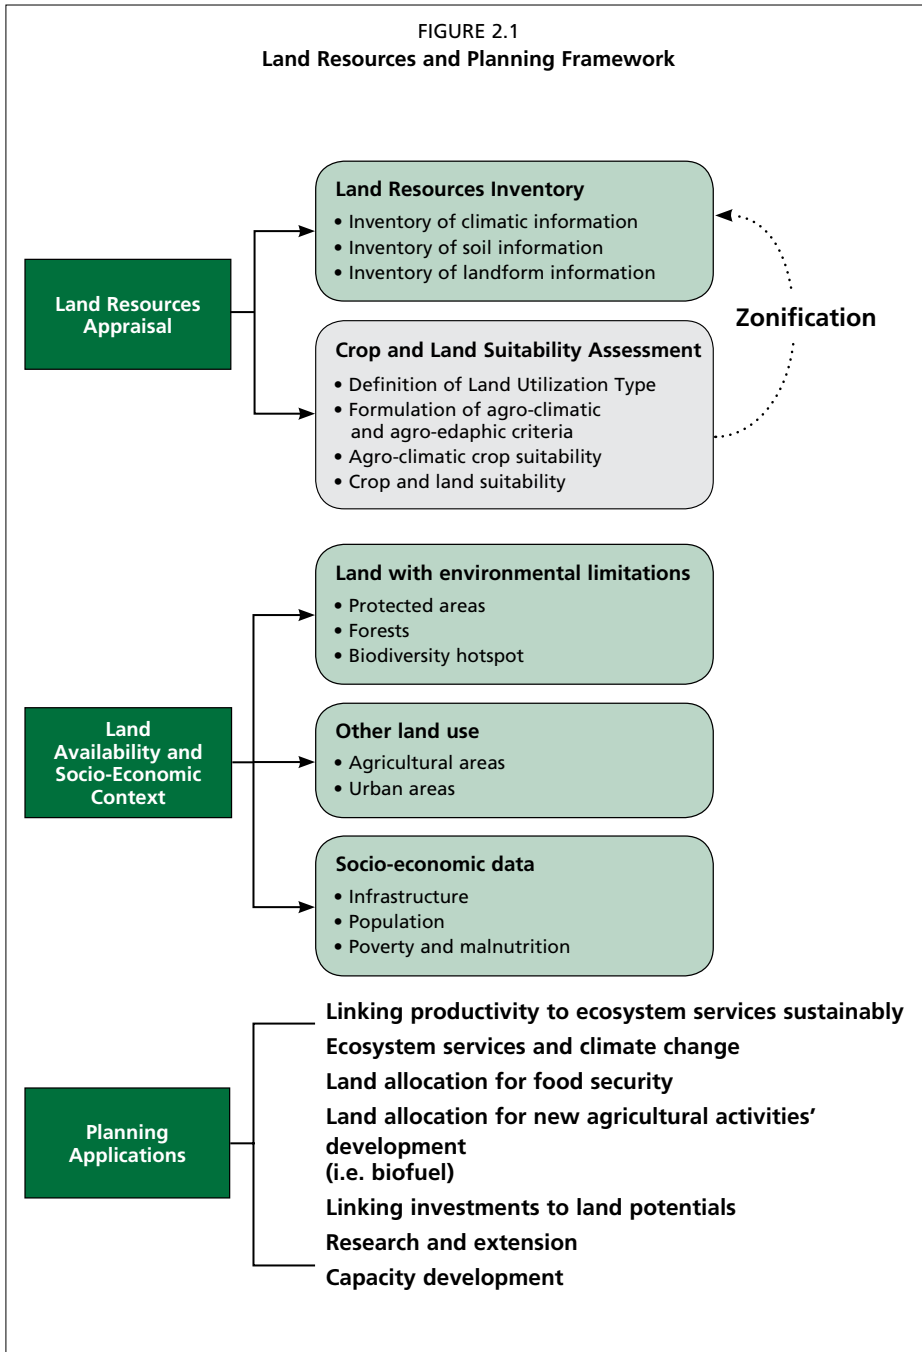 FIGURE 2.1
Land Resources and Planning Framework
Land Resources
Appraisal
Land Resources Inventory
• Inventory of climatic information
• Inventory of soil information
• Inventory of landform information
Crop and Land Suitability Assessment
• Definition of Land Utilization Type
• Formulation of agro-climatic
and agro-edaphic criteria
• Agro-climatic crop suitability
• Crop and land suitability
Zonification
Land
Availability and
Socio-Economic
Context
Land with environmental limitations
• Protected areas
• Forests
• Biodiversity hotspot
Other land use
• Agricultural areas
• Urban areas
Socio-economic data
• Infrastructure
• Population
• Poverty and malnutrition
Planning
Applications
Linking productivity to ecosystem services sustainably
Ecosystem services and climate change
Land allocation for food security
Land allocation for new agricultural activities’
development
(i.e. biofuel)
Linking investments to land potentials
Research and extension
Capacity development